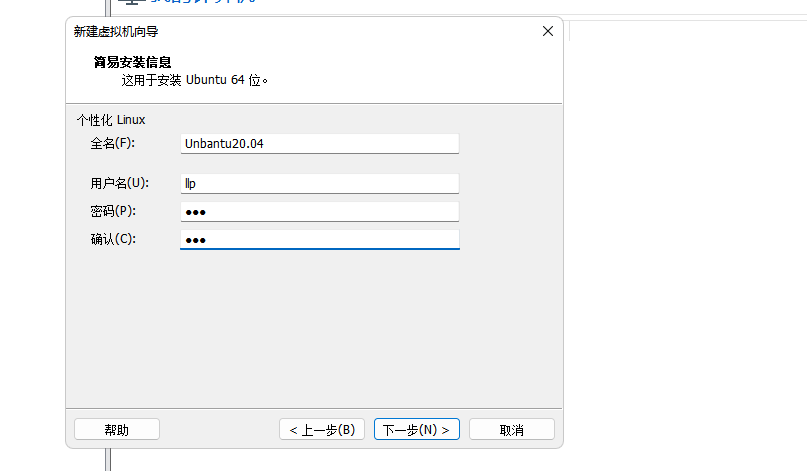 新建虚拟机向导
简易安装信息
这用于安装 Ubuntu 64 位。
个性化 Linux
全名(F): Unbantu20.04
用户名(U): llp
密码(P): ●●●
确认(C): ●●●
帮助 < 上一步(B) 下一步(N) > 取消